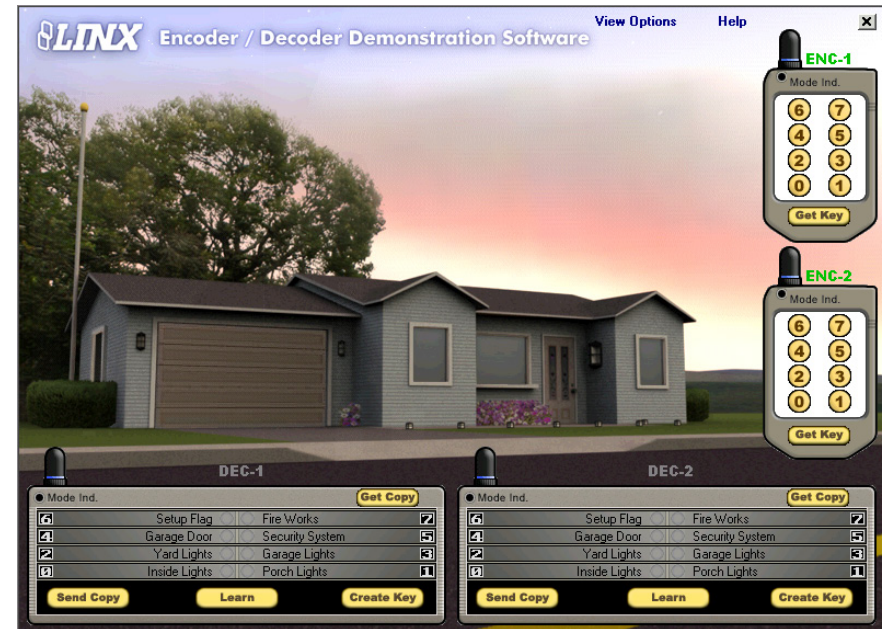 View Options Help
LINX Encoder / Decoder Demonstration Software
ENC-1
Mode Ind.
6 7
4 5
2 3
0 1
Get Key
ENC-2
Mode Ind.
6 7
4 5
2 3
0 1
Get Key
DEC-1
Mode Ind. Get Copy
6 Setup Flag Fire Works 7
4 Garage Door Security System 5
2 Yard Lights Garage Lights 3
0 Inside Lights Porch Lights 1
Send Copy Learn Create Key
DEC-2
Mode Ind. Get Copy
6 Setup Flag Fire Works 7
4 Garage Door Security System 5
2 Yard Lights Garage Lights 3
0 Inside Lights Porch Lights 1
Send Copy Learn Create Key